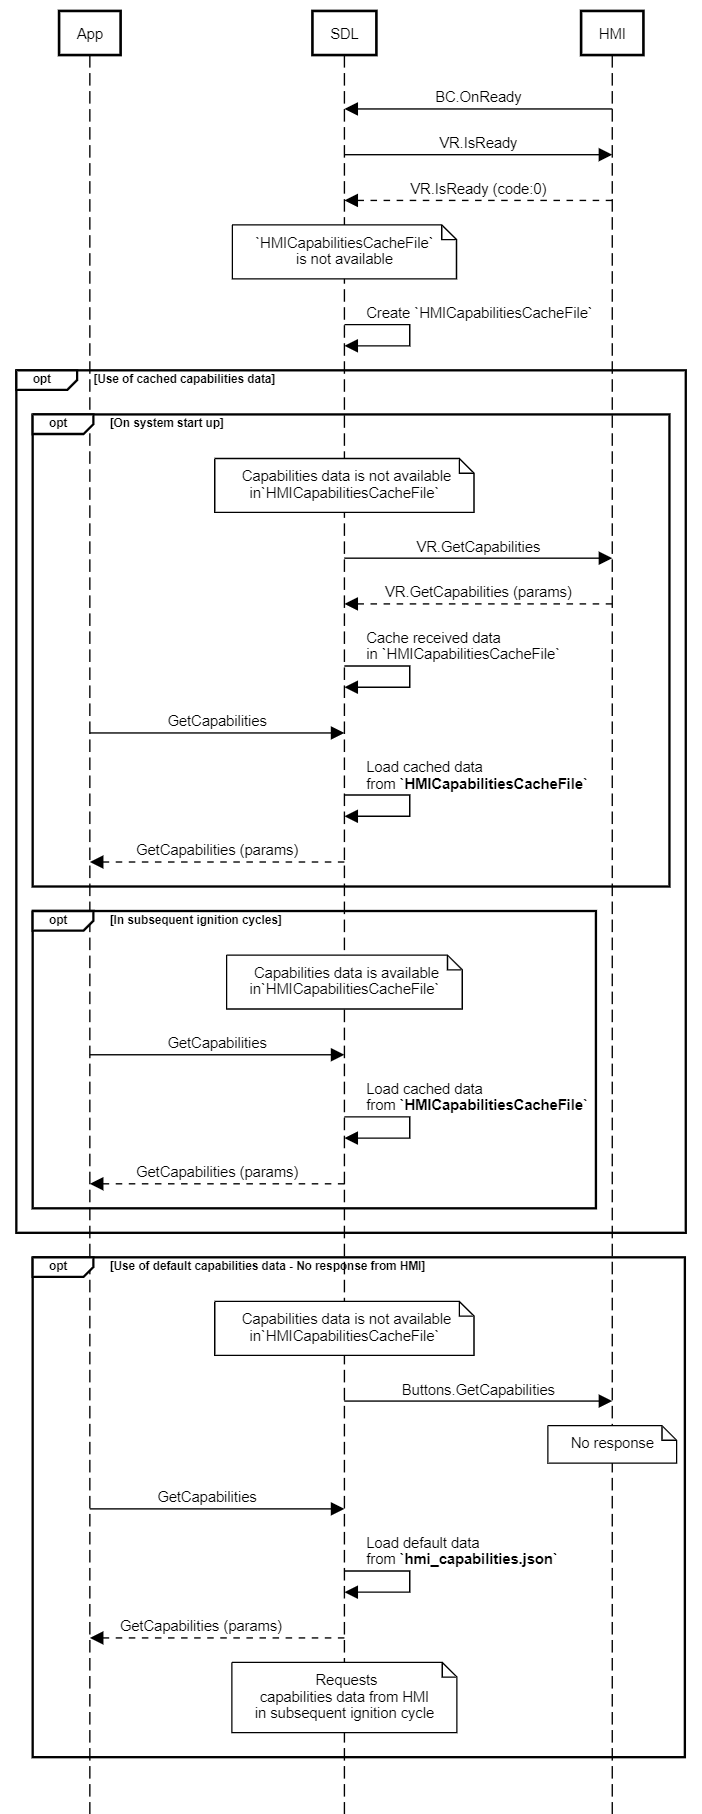 App
SDL
HMI
BC.OnReady
VR.IsReady
VR.IsReady (code:0)
`HMICapabilitiesCacheFile`
is not available
Create `HMICapabilitiesCacheFile`
opt
[Use of cached capabilities data]
opt
[On system start up]
Capabilities data is not available
in`HMICapabilitiesCacheFile`
VR.GetCapabilities
VR.GetCapabilities (params)
Cache received data
in `HMICapabilitiesCacheFile`
GetCapabilities
Load cached data
from `HMICapabilitiesCacheFile`
GetCapabilities (params)
opt
[In subsequent ignition cycles]
Capabilities data is available
in`HMICapabilitiesCacheFile`
GetCapabilities
Load cached data
from `HMICapabilitiesCacheFile`
GetCapabilities (params)
opt
[Use of default capabilities data - No response from HMI]
Capabilities data is not available
in`HMICapabilitiesCacheFile`
Buttons.GetCapabilities
No response
GetCapabilities
Load default data
from `hmi_capabilities.json`
GetCapabilities (params)
Requests
capabilities data from HMI
in subsequent ignition cycle